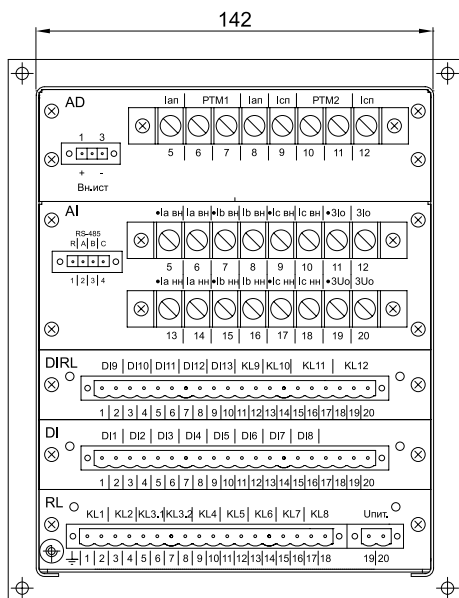 142
AD
Iап | РТМ1 | Iап | Iсп | РТМ2 | Iсп
1 3
5 | 6 | 7 | 8 | 9 | 10 | 11 | 12
+ -
Вн.ист
AI
•Ia вн | Ia вн | •Ib вн | Ib вн | •Ic вн | Ic вн | •3Io | 3Io
RS-485
R A B C
1 2 3 4
5 | 6 | 7 | 8 | 9 | 10 | 11 | 12
•Ia нн | Ia нн | •Ib нн | Ib нн | •Ic нн | Ic нн | •3Uo | 3Uo
13 | 14 | 15 | 16 | 17 | 18 | 19 | 20
DIRL
DI9 | DI10 | DI11 | DI12 | DI13 | KL9 | KL10 | KL11 | KL12
1 | 2 | 3 | 4 | 5 | 6 | 7 | 8 | 9 | 10 | 11 | 12 | 13 | 14 | 15 | 16 | 17 | 18 | 19 | 20
DI
DI1 | DI2 | DI3 | DI4 | DI5 | DI6 | DI7 | DI8
1 | 2 | 3 | 4 | 5 | 6 | 7 | 8 | 9 | 10 | 11 | 12 | 13 | 14 | 15 | 16 | 17 | 18 | 19 | 20
RL
KL1 | KL2 | KL3.1 | KL3.2 | KL4 | KL5 | KL6 | KL7 | KL8 Uпит.
1 | 2 | 3 | 4 | 5 | 6 | 7 | 8 | 9 | 10 | 11 | 12 | 13 | 14 | 15 | 16 | 17 | 18 19 | 20